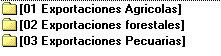 [01 Exportaciones Agricolas]
[02 Exportaciones forestales]
[03 Exportaciones Pecuarias]